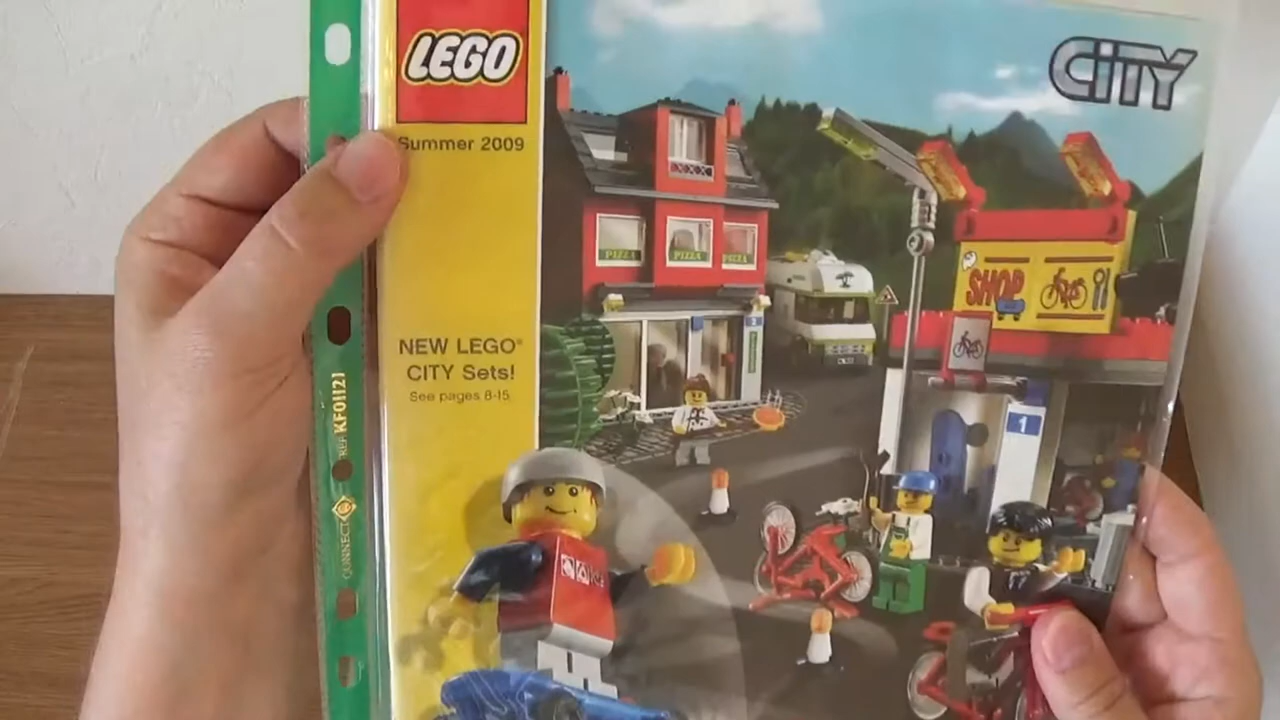 LEGO
CITY
Summer 2009
PIZZA PIZZA PIZZA
SHOP
NEW LEGO®
CITY Sets!
See pages 8-15
1
CONNECT
REF KF01121